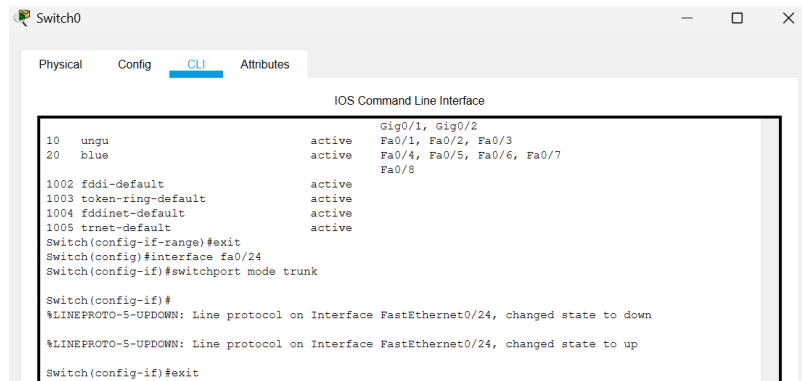 Switch0
Physical Config CLI Attributes
IOS Command Line Interface
Gig0/1, Gig0/2
10 ungu active Fa0/1, Fa0/2, Fa0/3
20 blue active Fa0/4, Fa0/5, Fa0/6, Fa0/7
Fa0/8
1002 fddi-default active
1003 token-ring-default active
1004 fddinet-default active
1005 trnet-default active
Switch(config-if-range)#exit
Switch(config)#interface fa0/24
Switch(config-if)#switchport mode trunk
Switch(config-if)#
%LINEPROTO-5-UPDOWN: Line protocol on Interface FastEthernet0/24, changed state to down
%LINEPROTO-5-UPDOWN: Line protocol on Interface FastEthernet0/24, changed state to up
Switch(config-if)#exit